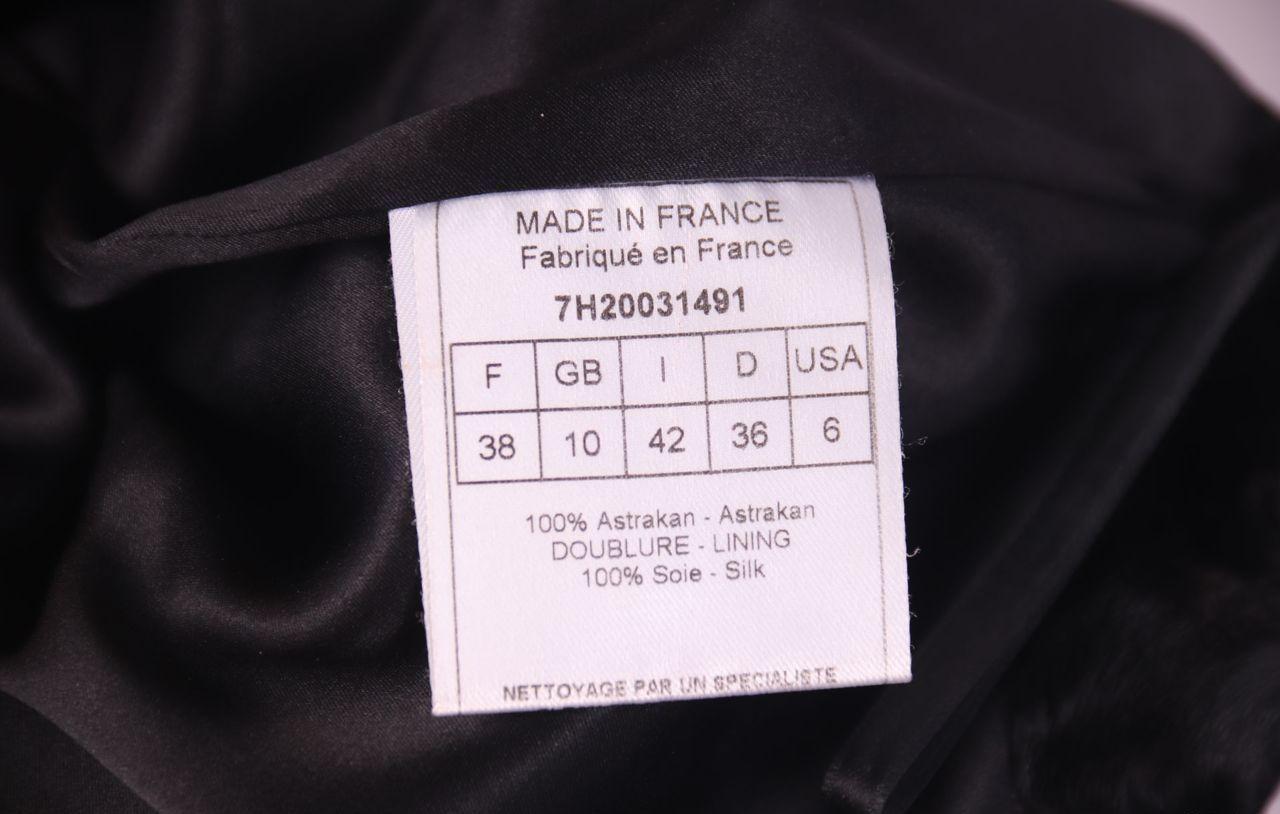 MADE IN FRANCE
Fabriqué en France
7H20031491
F GB I D USA
38 10 42 36 6
100% Astrakan - Astrakan
DOUBLURE - LINING
100% Soie - Silk
NETTOYAGE PAR UN SPECIALISTE